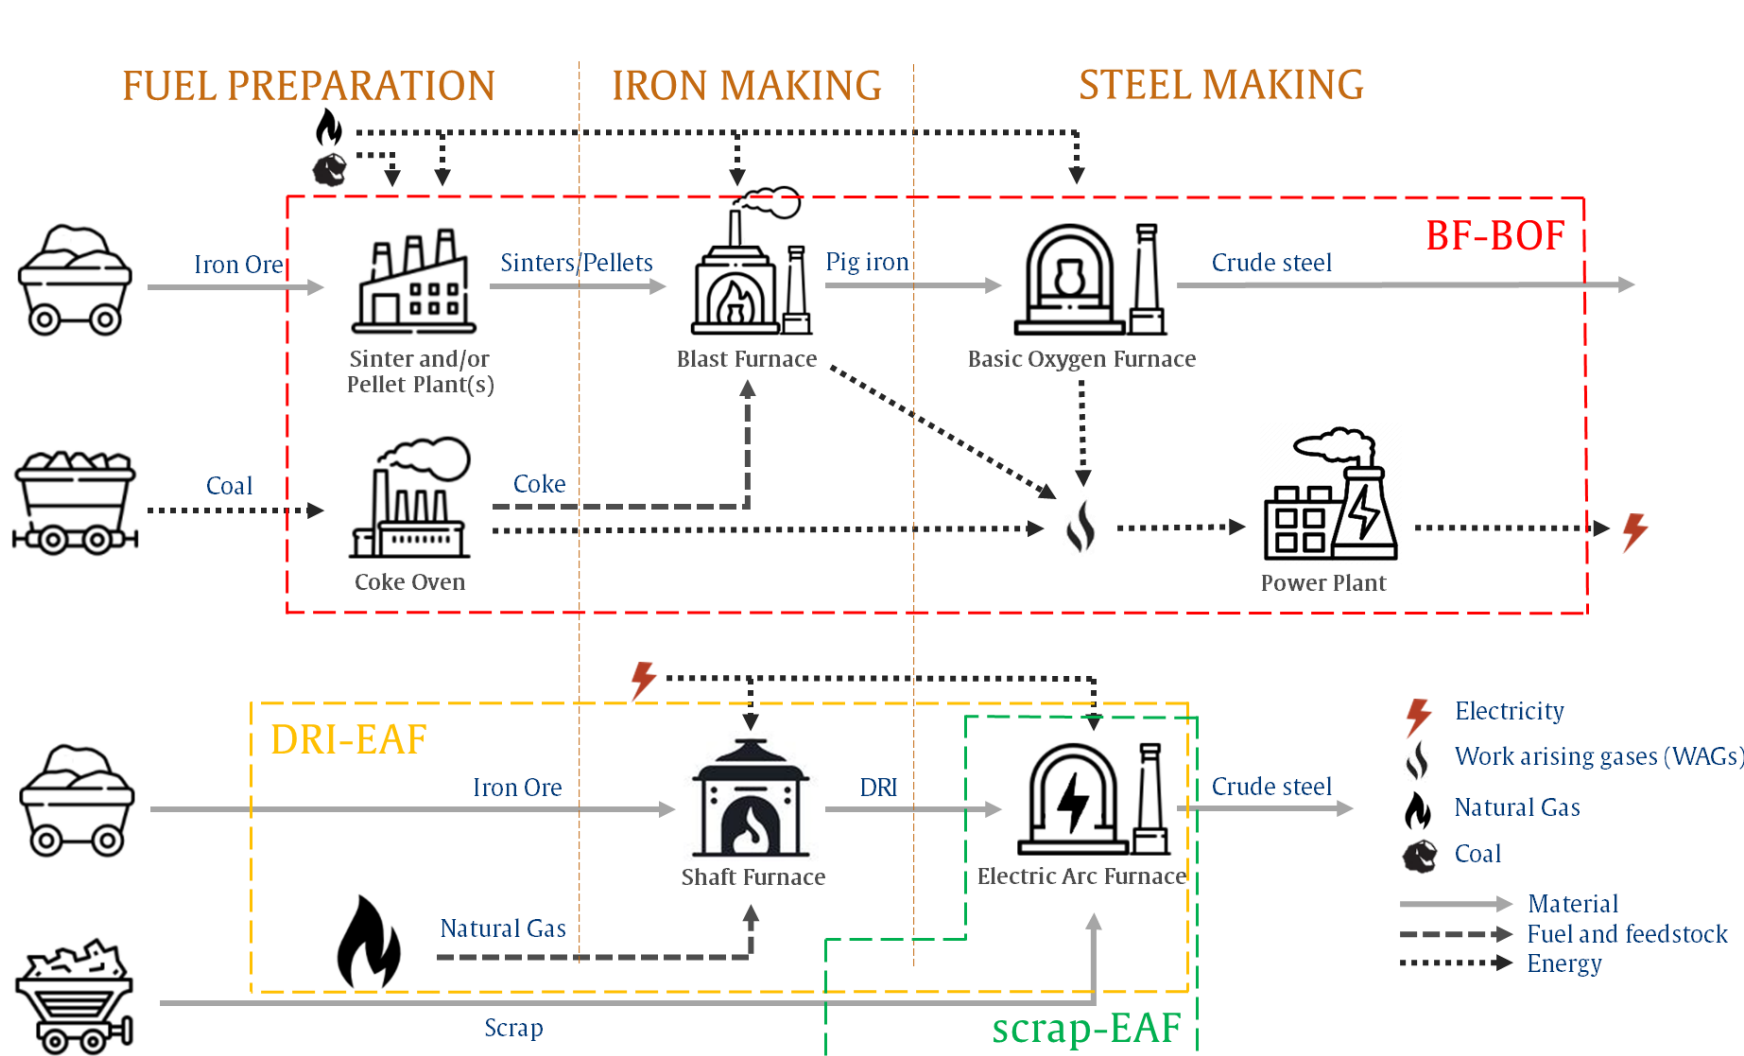 FUEL PREPARATION
IRON MAKING
STEEL MAKING
BF-BOF
Iron Ore
Sinters/Pellets
Pig iron
Crude steel
Sinter and/or
Pellet Plant(s)
Blast Furnace
Basic Oxygen Furnace
Coal
Coke
Coke Oven
Power Plant
DRI-EAF
Iron Ore
DRI
Crude steel
Shaft Furnace
Electric Arc Furnace
Natural Gas
Scrap
scrap-EAF
Electricity
Work arising gases (WAGs)
Natural Gas
Coal
Material
Fuel and feedstock
Energy